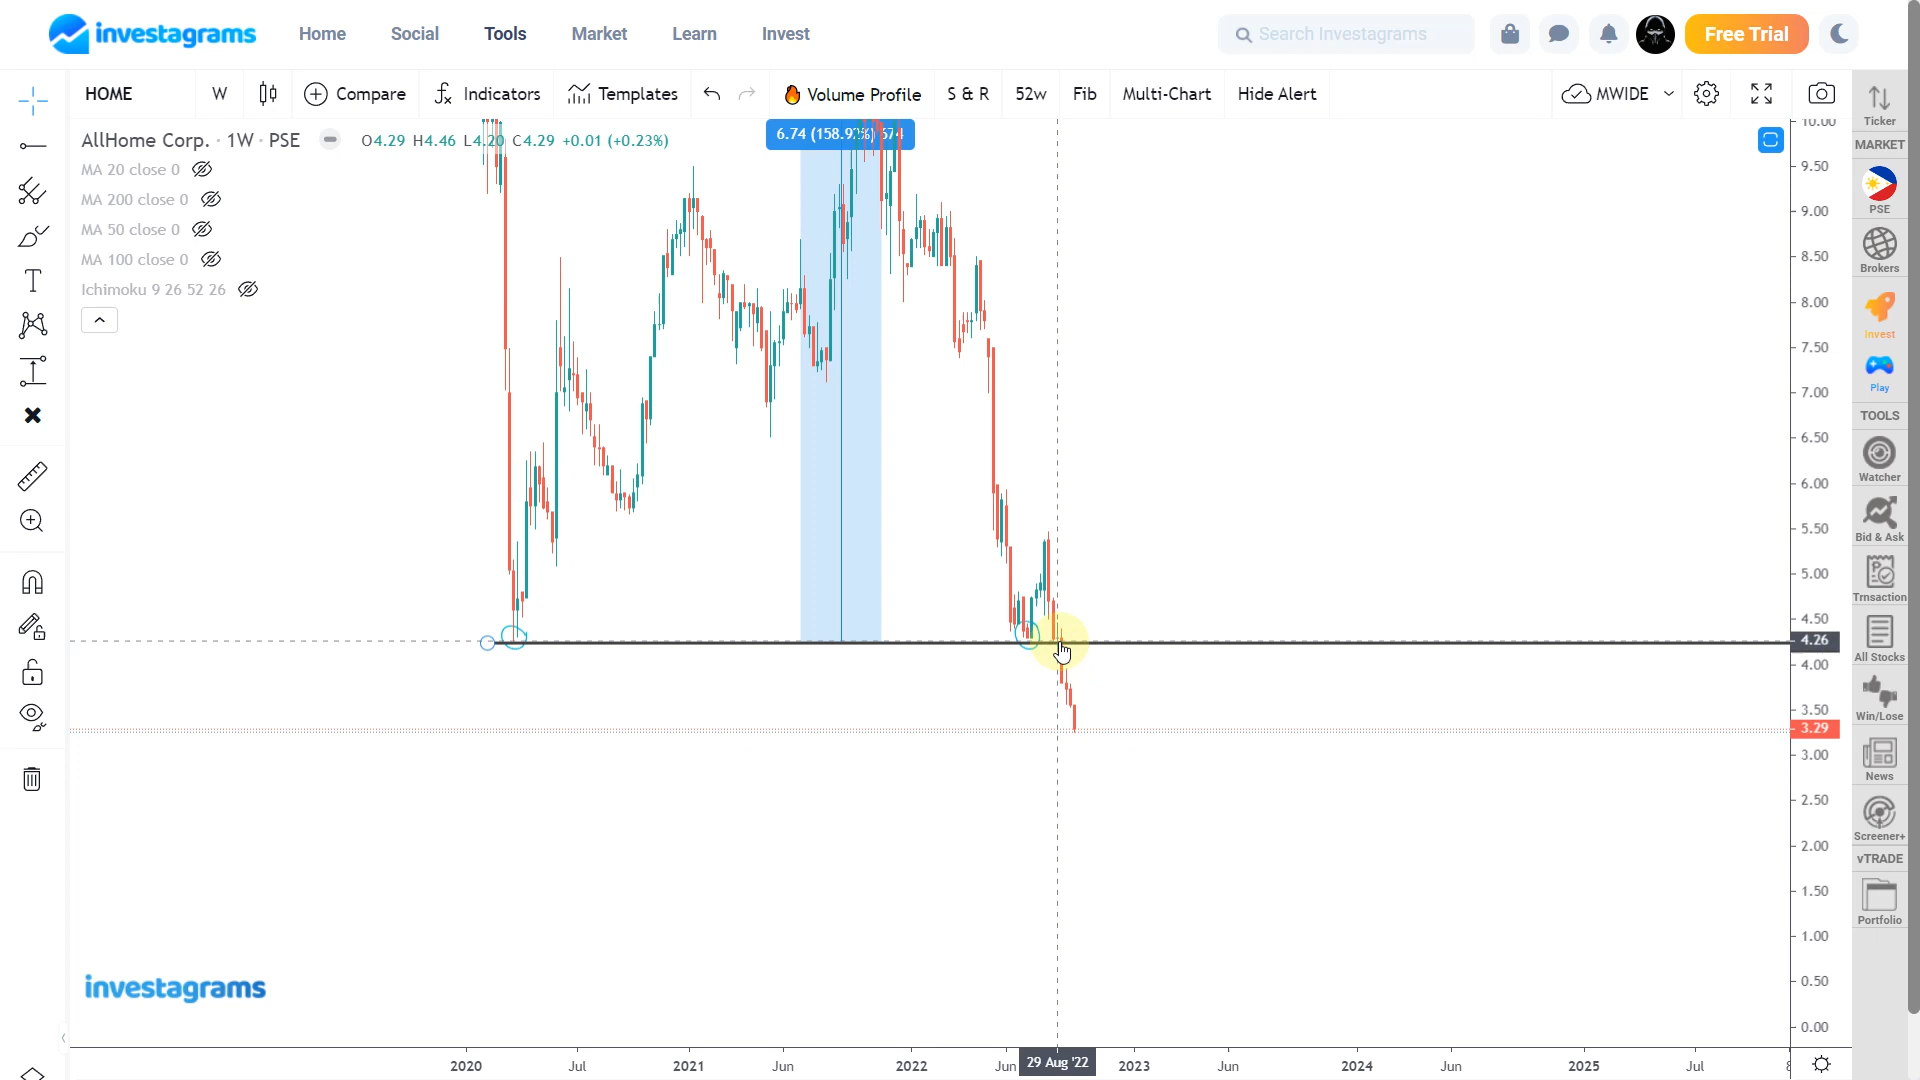 investagrams
Home
Social
Tools
Market
Learn
Invest
Search Investagrams
Free Trial
HOME
W
Compare
Indicators
Templates
Volume Profile
S & R
52w
Fib
Multi-Chart
Hide Alert
MWIDE
AllHome Corp. · 1W · PSE
O4.29 H4.46 L4.20 C4.29 +0.01 (+0.23%)
MA 20 close 0
MA 200 close 0
MA 50 close 0
MA 100 close 0
Ichimoku 9 26 52 26
6.74 (158.92%) 674
10.00
9.50
9.00
8.50
8.00
7.50
7.00
6.50
6.00
5.50
5.00
4.50
4.26
4.00
3.50
3.29
3.00
2.50
2.00
1.50
1.00
0.50
0.00
investagrams
2020
Jul
2021
Jun
2022
Jun
29 Aug '22
2023
Jun
2024
Jun
2025
Jul
Ticker
MARKET
PSE
Brokers
Invest
Play
TOOLS
Watcher
Bid & Ask
Trnsaction
All Stocks
Win/Lose
News
Screener+
vTRADE
Portfolio